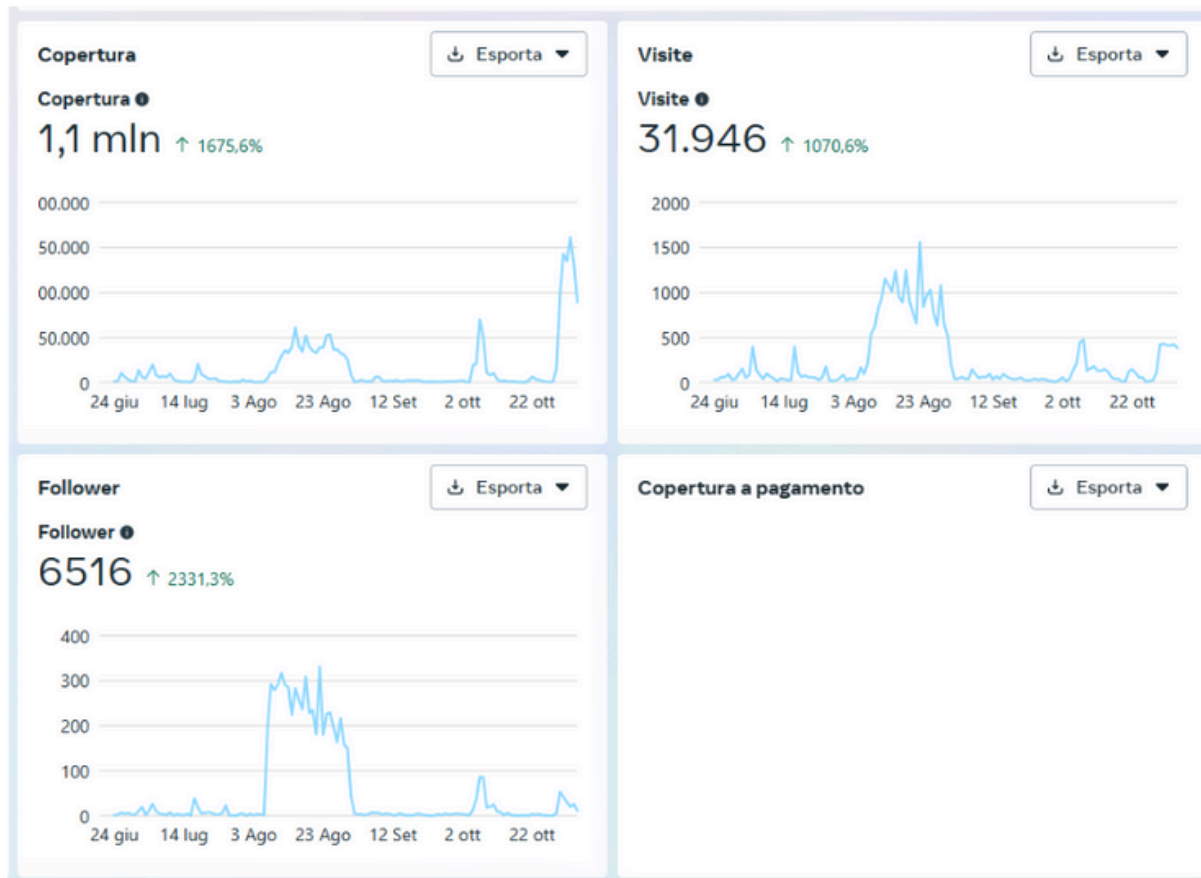 Copertura
Esporta
Copertura
1,1 mln ↑ 1675,6%
00.000
50.000
00.000
50.000
0
24 giu 14 lug 3 Ago 23 Ago 12 Set 2 ott 22 ott
Visite
Esporta
Visite
31.946 ↑ 1070,6%
2000
1500
1000
500
0
24 giu 14 lug 3 Ago 23 Ago 12 Set 2 ott 22 ott
Follower
Esporta
Follower
6516 ↑ 2331,3%
400
300
200
100
0
24 giu 14 lug 3 Ago 23 Ago 12 Set 2 ott 22 ott
Copertura a pagamento
Esporta